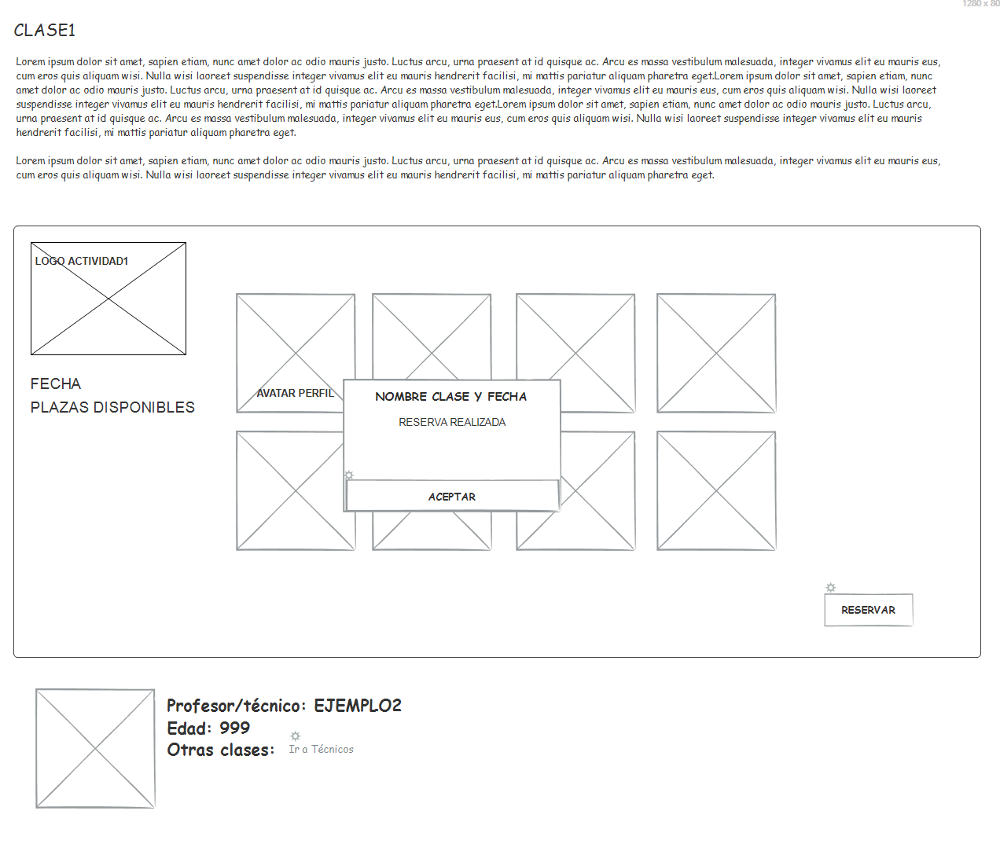 1280 x 80
CLASE1
Lorem ipsum dolor sit amet, sapien etiam, nunc amet dolor ac odio mauris justo. Luctus arcu, urna praesent at id quisque ac. Arcu es massa vestibulum malesuada, integer vivamus elit eu mauris eus,
cum eros quis aliquam wisi. Nulla wisi laoreet suspendisse integer vivamus elit eu mauris hendrerit facilisi, mi mattis pariatur aliquam pharetra eget.Lorem ipsum dolor sit amet, sapien etiam, nunc
amet dolor ac odio mauris justo. Luctus arcu, urna praesent at id quisque ac. Arcu es massa vestibulum malesuada, integer vivamus elit eu mauris eus, cum eros quis aliquam wisi. Nulla wisi laoreet
suspendisse integer vivamus elit eu mauris hendrerit facilisi, mi mattis pariatur aliquam pharetra eget.Lorem ipsum dolor sit amet, sapien etiam, nunc amet dolor ac odio mauris justo. Luctus arcu,
urna praesent at id quisque ac. Arcu es massa vestibulum malesuada, integer vivamus elit eu mauris eus, cum eros quis aliquam wisi. Nulla wisi laoreet suspendisse integer vivamus elit eu mauris
hendrerit facilisi, mi mattis pariatur aliquam pharetra eget.
Lorem ipsum dolor sit amet, sapien etiam, nunc amet dolor ac odio mauris justo. Luctus arcu, urna praesent at id quisque ac. Arcu es massa vestibulum malesuada, integer vivamus elit eu mauris eus,
cum eros quis aliquam wisi. Nulla wisi laoreet suspendisse integer vivamus elit eu mauris hendrerit facilisi, mi mattis pariatur aliquam pharetra eget.
LOGO ACTIVIDAD1
FECHA
PLAZAS DISPONIBLES
AVATAR PERFIL
NOMBRE CLASE Y FECHA
RESERVA REALIZADA
ACEPTAR
RESERVAR
Profesor/técnico: EJEMPLO2
Edad: 999
Otras clases: Ir a Técnicos